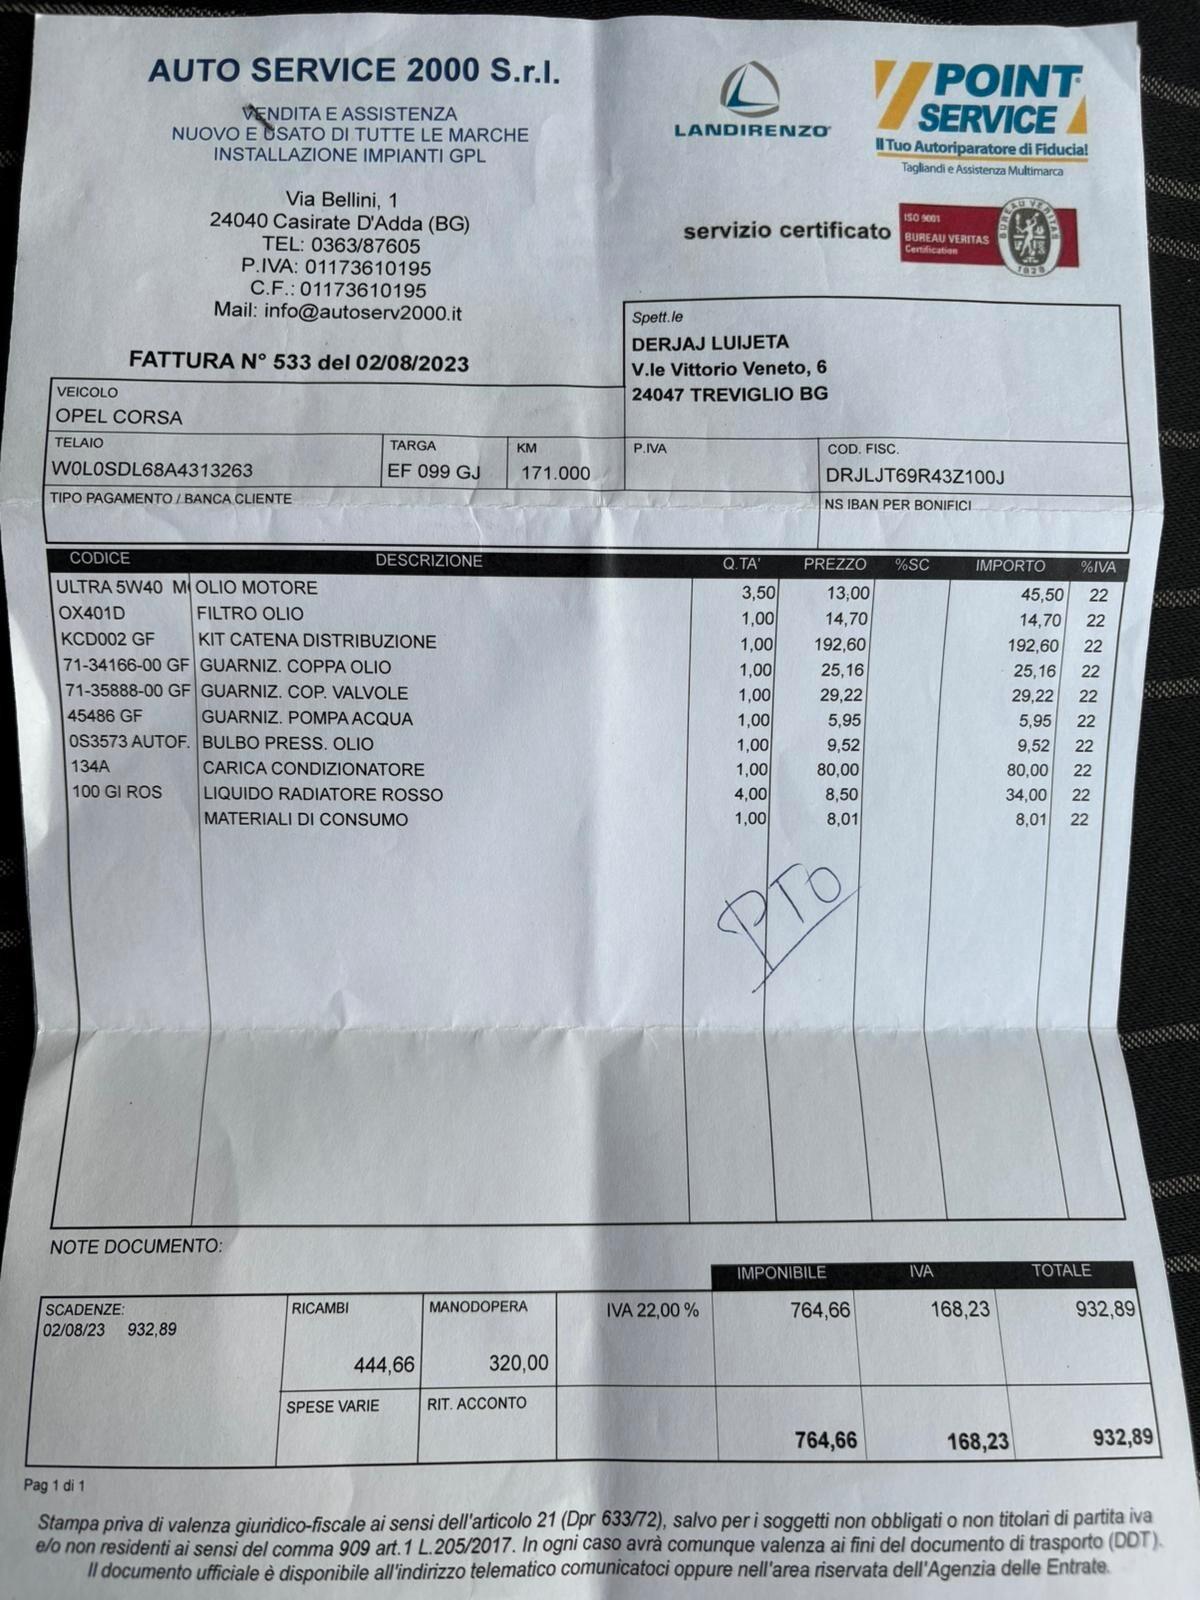 AUTO SERVICE 2000 S.r.l.
VENDITA E ASSISTENZA
NUOVO E USATO DI TUTTE LE MARCHE
INSTALLAZIONE IMPIANTI GPL
Via Bellini, 1
24040 Casirate D'Adda (BG)
TEL: 0363/87605
P.IVA: 01173610195
C.F.: 01173610195
Mail: info@autoserv2000.it
LANDIRENZO
POINT
SERVICE
Il Tuo Autoriparatore di Fiducia!
Tagliandi e Assistenza Multimarca
servizio certificato
ISO 9001
BUREAU VERITAS
Certification
BUREAU VERITAS
1828
FATTURA N° 533 del 02/08/2023
Spett.le
DERJAJ LUIJETA
V.le Vittorio Veneto, 6
24047 TREVIGLIO BG
VEICOLO
OPEL CORSA
TELAIO TARGA KM P.IVA COD. FISC.
W0L0SDL68A4313263 EF 099 GJ 171.000 DRJLJT69R43Z100J
TIPO PAGAMENTO / BANCA CLIENTE NS IBAN PER BONIFICI
CODICE DESCRIZIONE Q.TA' PREZZO %SC IMPORTO %IVA
ULTRA 5W40 M OLIO MOTORE 3,50 13,00 45,50 22
OX401D FILTRO OLIO 1,00 14,70 14,70 22
KCD002 GF KIT CATENA DISTRIBUZIONE 1,00 192,60 192,60 22
71-34166-00 GF GUARNIZ. COPPA OLIO 1,00 25,16 25,16 22
71-35888-00 GF GUARNIZ. COP. VALVOLE 1,00 29,22 29,22 22
45486 GF GUARNIZ. POMPA ACQUA 1,00 5,95 5,95 22
0S3573 AUTOF. BULBO PRESS. OLIO 1,00 9,52 9,52 22
134A CARICA CONDIZIONATORE 1,00 80,00 80,00 22
100 GI ROS LIQUIDO RADIATORE ROSSO 4,00 8,50 34,00 22
MATERIALI DI CONSUMO 1,00 8,01 8,01 22
PTO
NOTE DOCUMENTO:
IMPONIBILE IVA TOTALE
SCADENZE: RICAMBI MANODOPERA IVA 22,00 % 764,66 168,23 932,89
02/08/23 932,89
444,66 320,00
SPESE VARIE RIT. ACCONTO
764,66 168,23 932,89
Pag 1 di 1
Stampa priva di valenza giuridico-fiscale ai sensi dell'articolo 21 (Dpr 633/72), salvo per i soggetti non obbligati o non titolari di partita iva
e/o non residenti ai sensi del comma 909 art.1 L.205/2017. In ogni caso avrà comunque valenza ai fini del documento di trasporto (DDT).
Il documento ufficiale è disponibile all'indirizzo telematico comunicatoci oppure nell'area riservata dell'Agenzia delle Entrate.